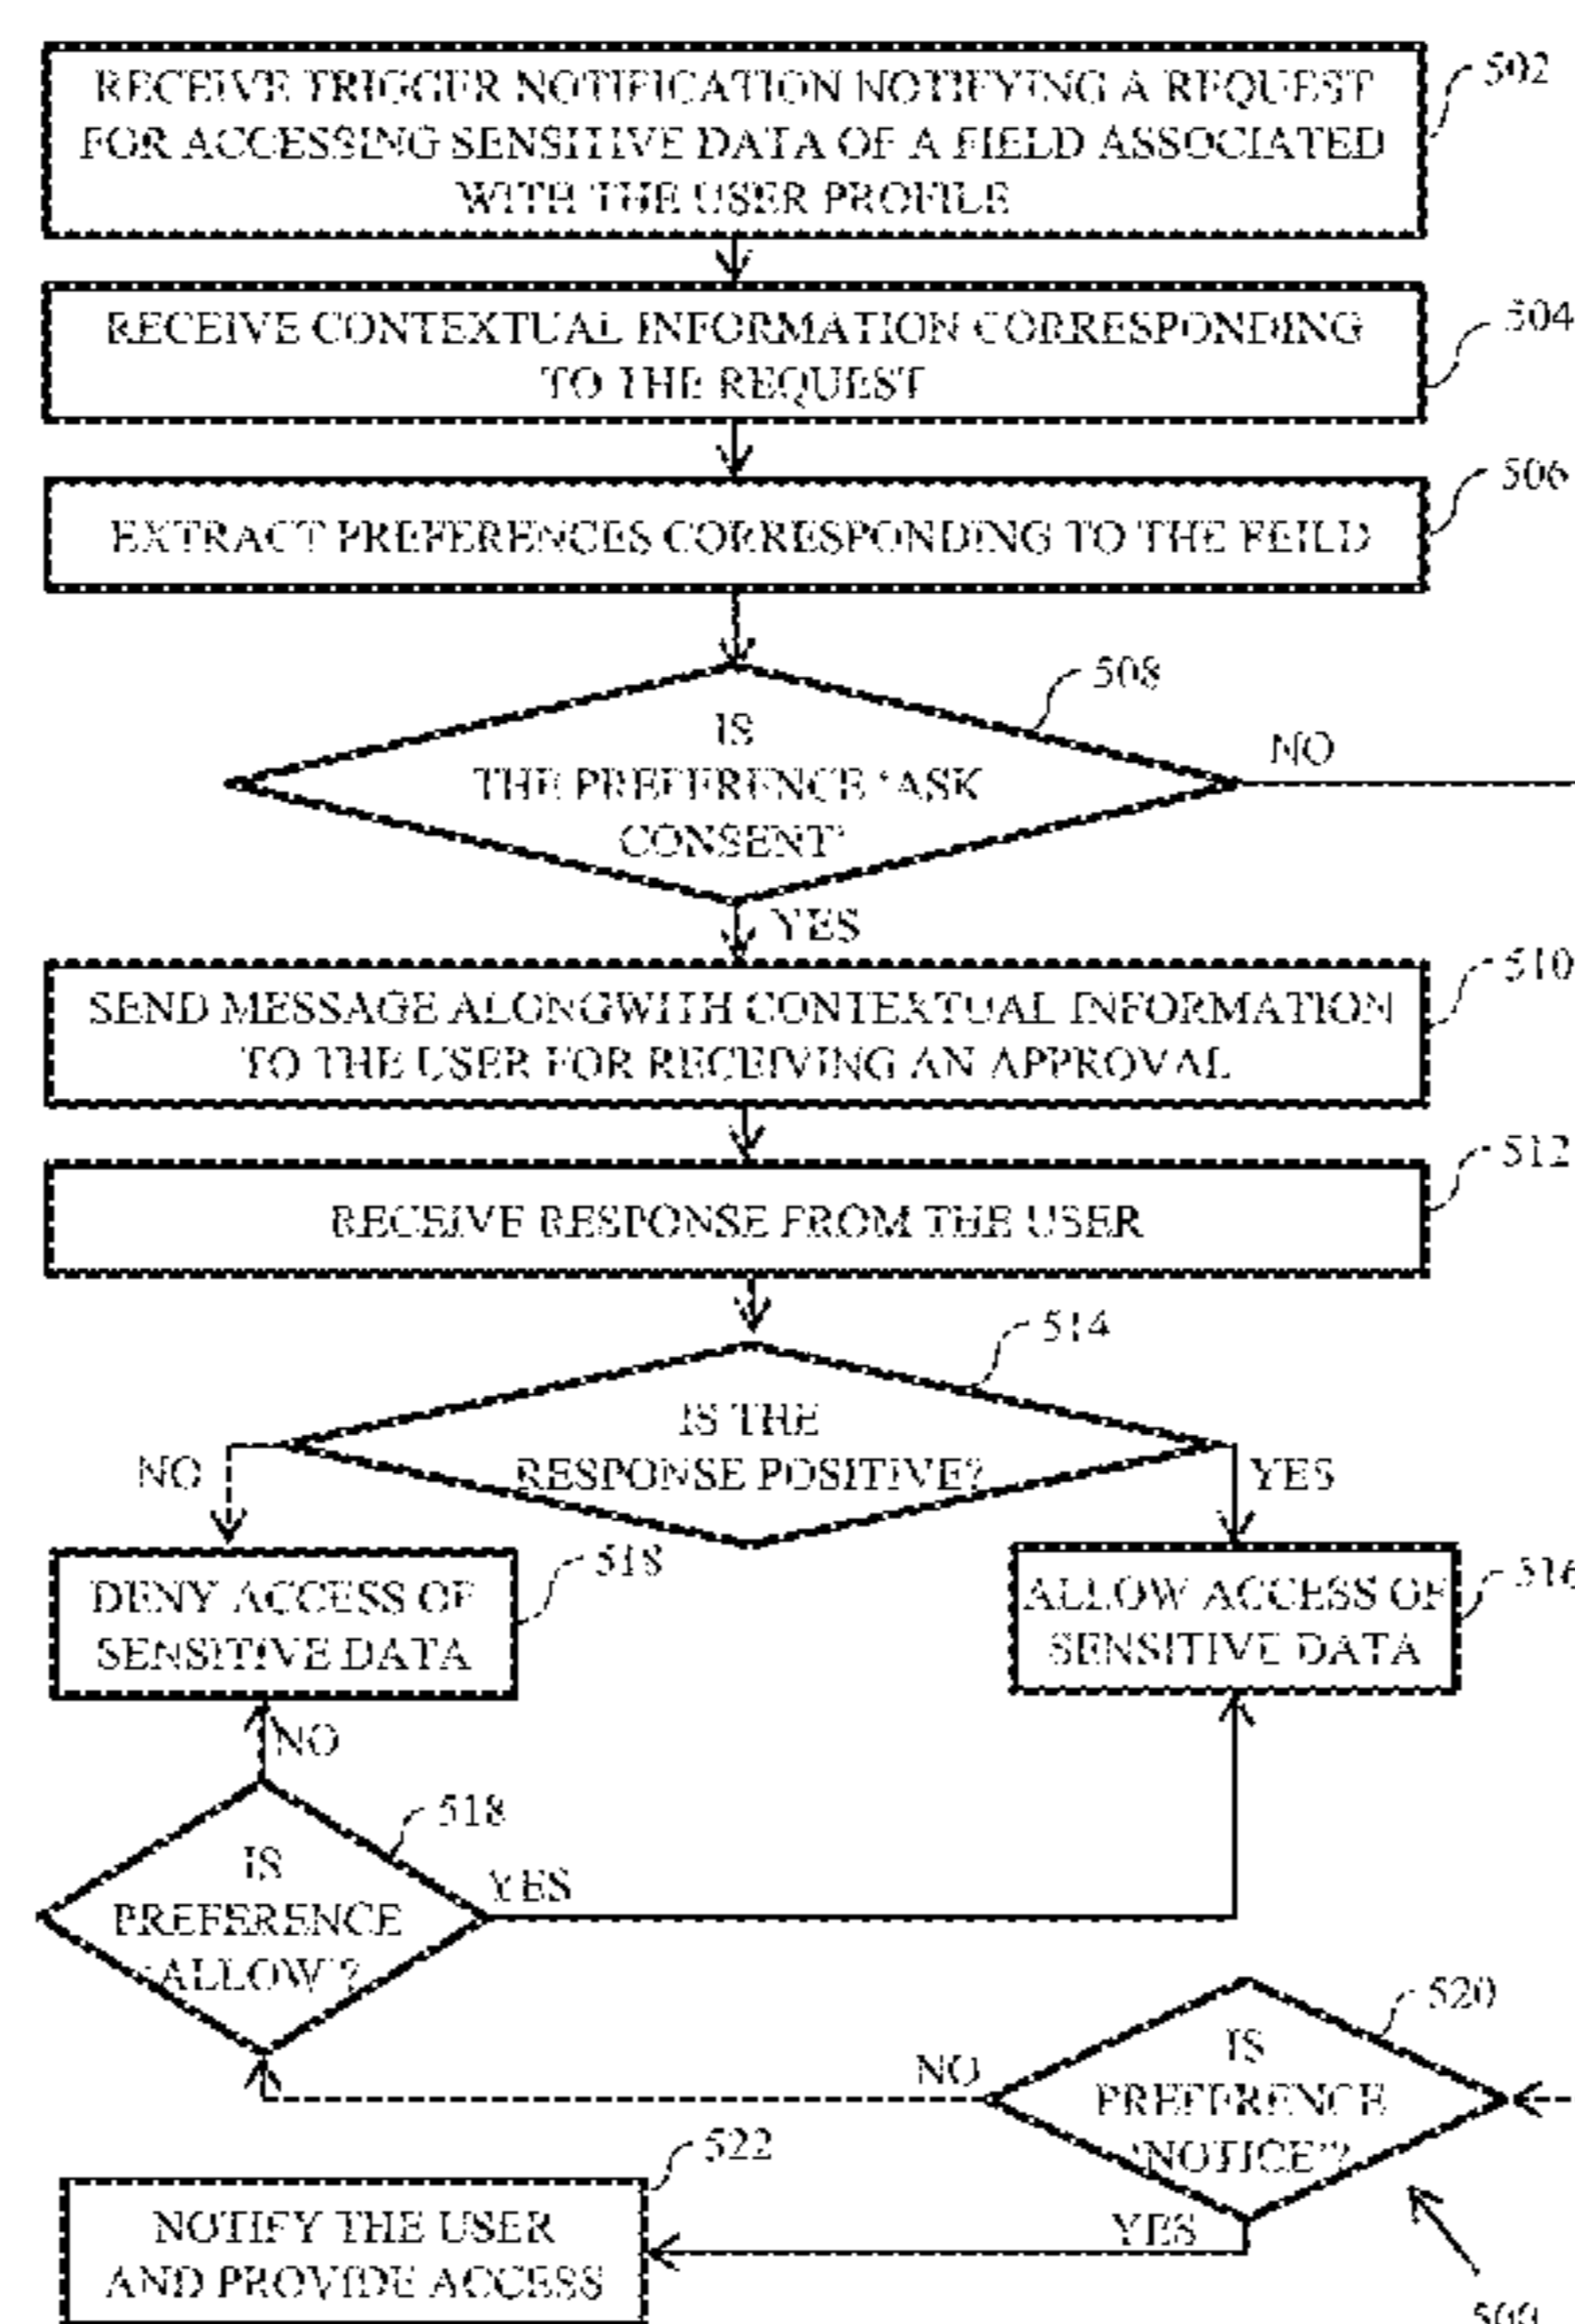 RECEIVE TRIGGER NOTIFICATION NOTIFYING A REQUEST
FOR ACCESSING SENSITIVE DATA OF A FIELD ASSOCIATED
WITH THE USER PROFILE
502
RECEIVE CONTEXTUAL INFORMATION CORRESPONDING
TO THE REQUEST
504
EXTRACT PREFERENCES CORRESPONDING TO THE FEILD
506
508
IS
THE PREFERENCE ‘ASK
CONSENT’
NO
YES
SEND MESSAGE ALONGWITH CONTEXTUAL INFORMATION
TO THE USER FOR RECEIVING AN APPROVAL
510
RECEIVE RESPONSE FROM THE USER
512
514
IS THE
RESPONSE POSITIVE?
NO
YES
DENY ACCESS OF
SENSITIVE DATA
518
ALLOW ACCESS OF
SENSITIVE DATA
516
NO
518
IS
PREFERENCE
‘ALLOW’?
YES
520
IS
PREFERENCE
‘NOTICE’?
NO
YES
522
NOTIFY THE USER
AND PROVIDE ACCESS
500